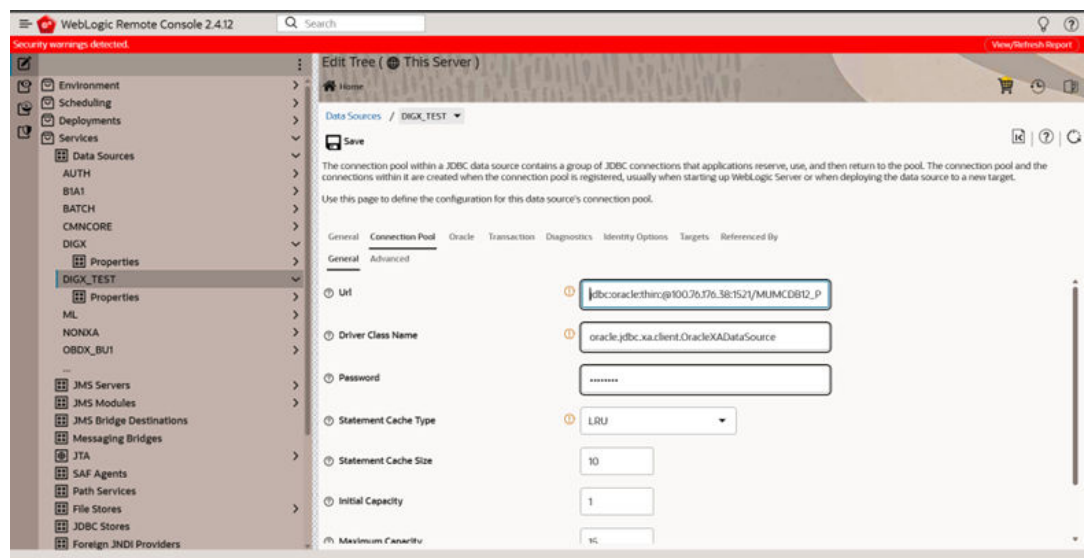 WebLogic Remote Console 2.4.12
Search
Security warnings detected.
View/Refresh Report
Environment
Scheduling
Deployments
Services
Data Sources
AUTH
B1A1
BATCH
CMNCORE
DIGX
Properties
DIGX_TEST
Properties
ML
NONXA
OBDX_BU1
...
JMS Servers
JMS Modules
JMS Bridge Destinations
Messaging Bridges
JTA
SAF Agents
Path Services
File Stores
JDBC Stores
Foreign JNDI Providers
Edit Tree ( This Server )
Home
Data Sources / DIGX_TEST
Save
The connection pool within a JDBC data source contains a group of JDBC connections that applications reserve, use, and then return to the pool. The connection pool and the
connections within it are created when the connection pool is registered, usually when starting up WebLogic Server or when deploying the data source to a new target.
Use this page to define the configuration for this data source's connection pool.
General Connection Pool Oracle Transaction Diagnostics Identity Options Targets Referenced By
General Advanced
Url jdbc:oracle:thin:@100.76.176.38:1521/MUMCDB12_P
Driver Class Name oracle.jdbc.xa.client.OracleXADataSource
Password ••••••••
Statement Cache Type LRU
Statement Cache Size 10
Initial Capacity 1
Maximum Capacity 15